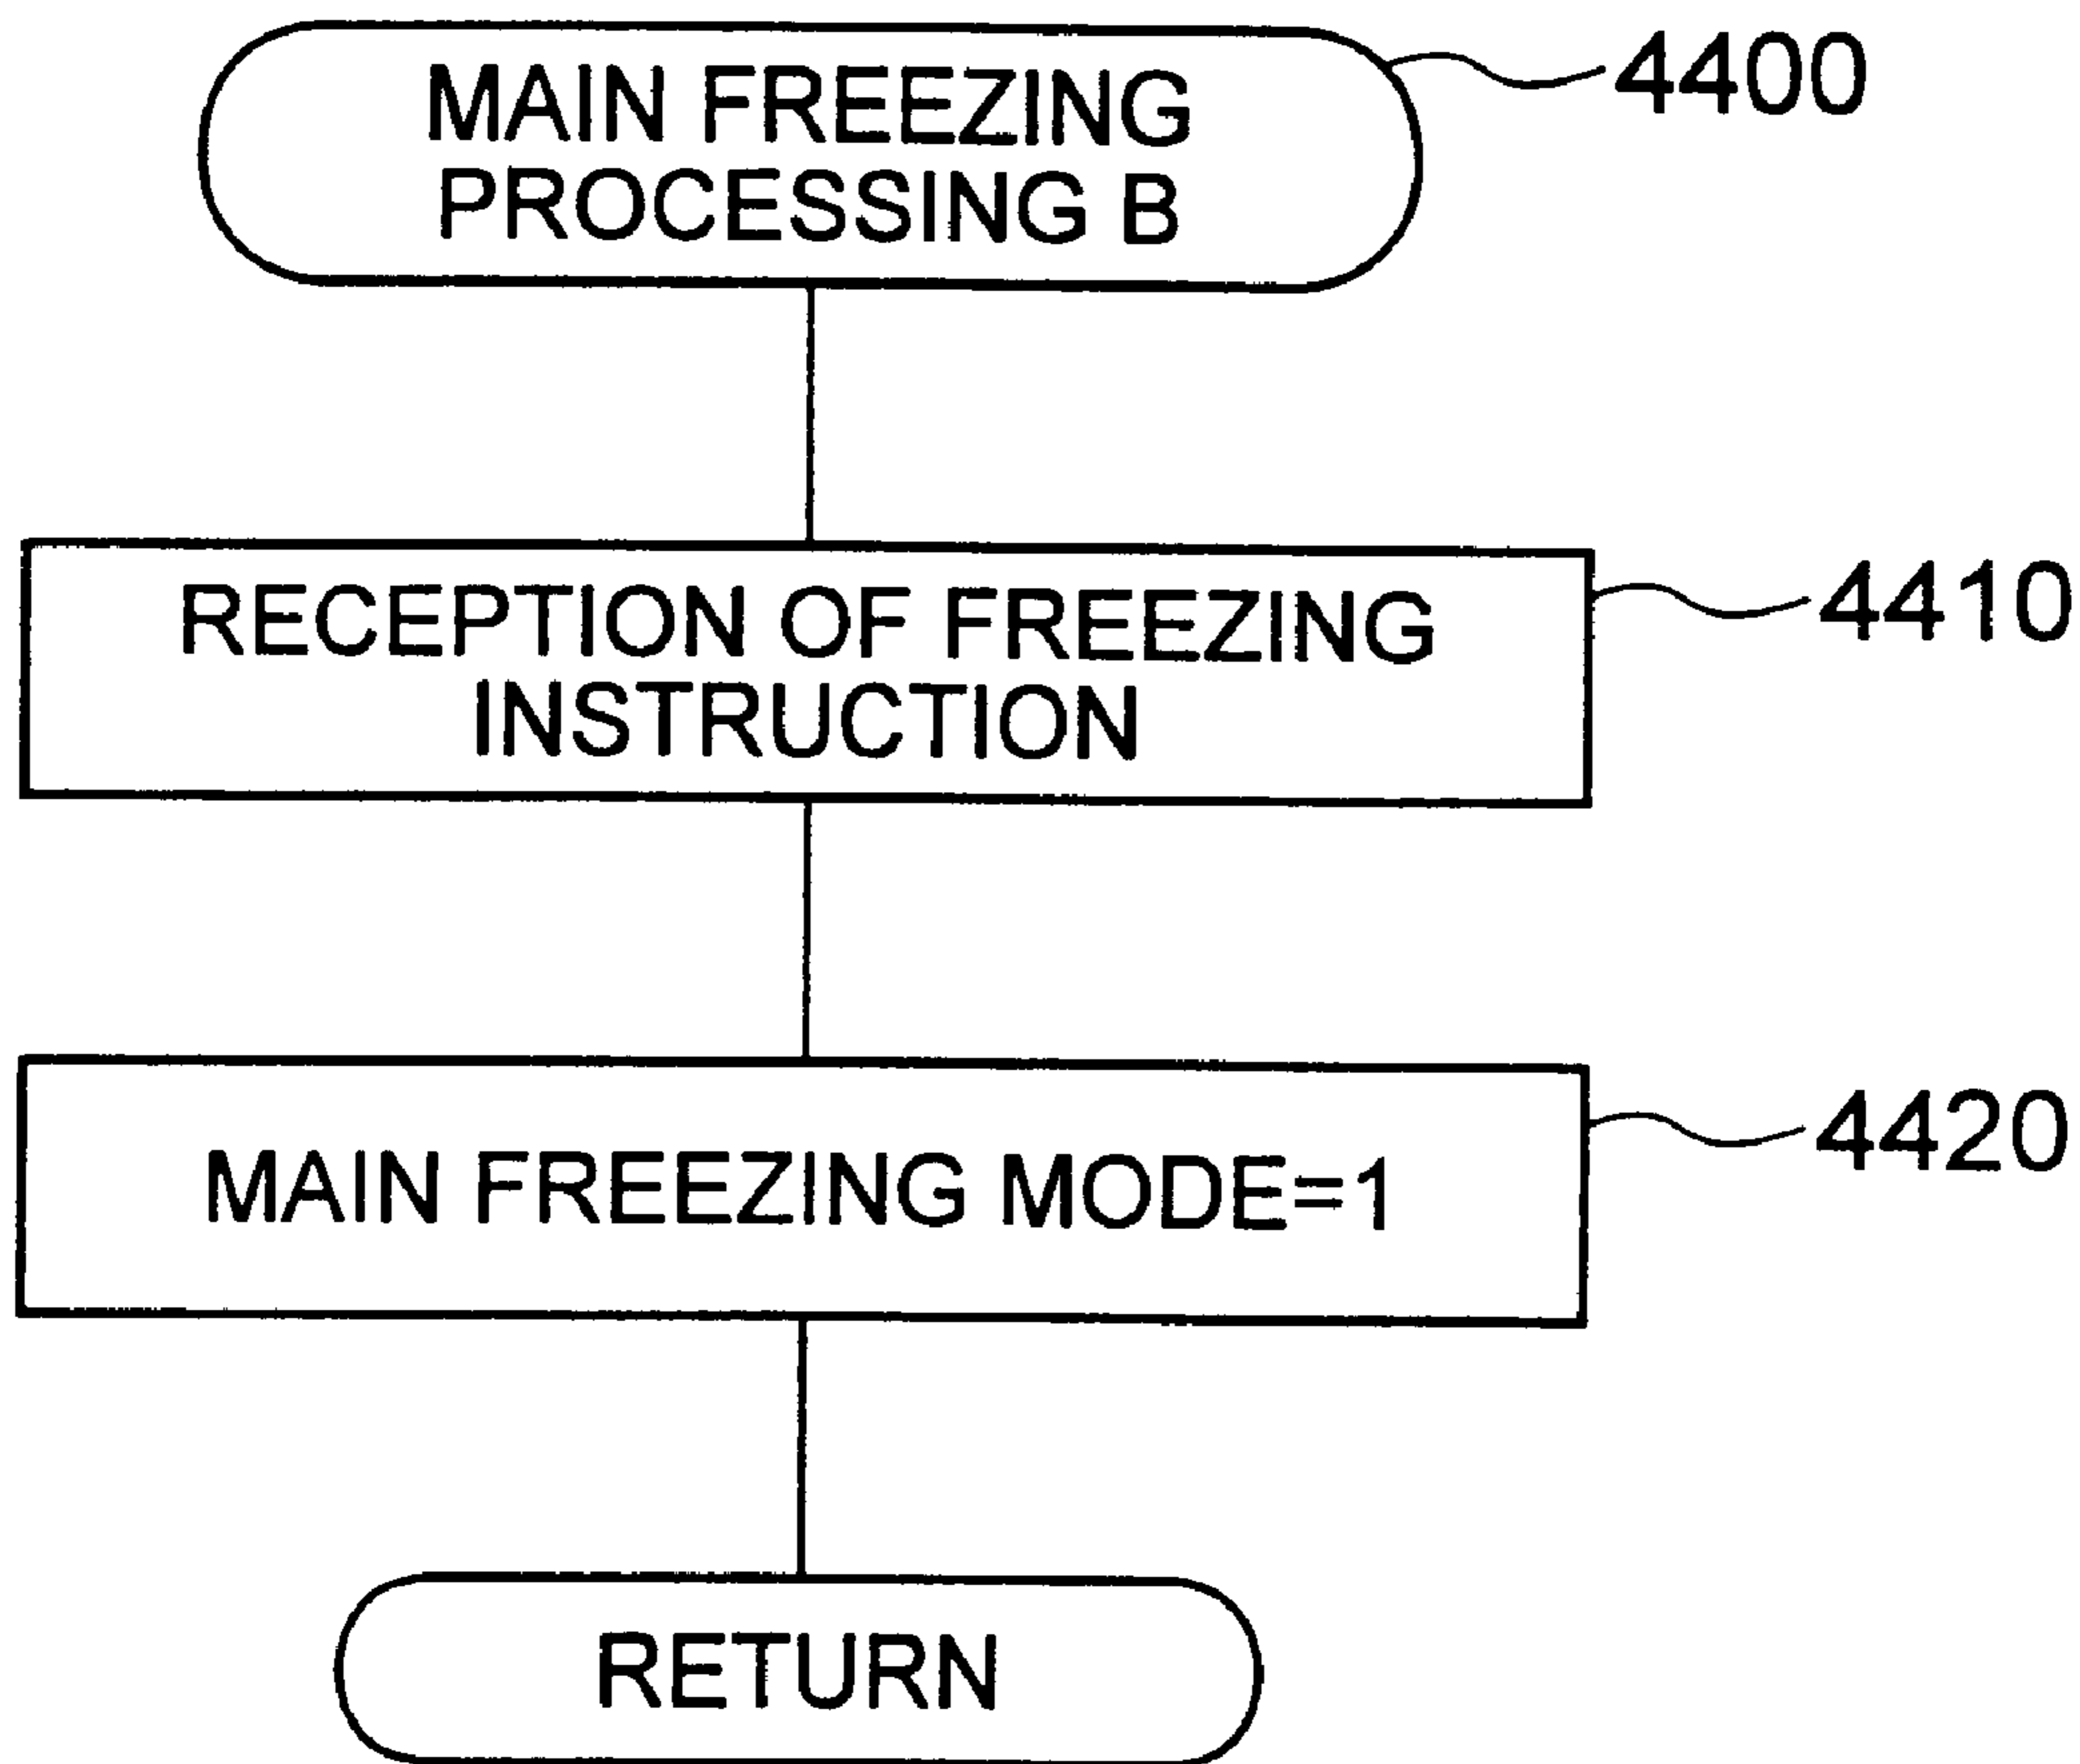 MAIN FREEZING
PROCESSING B
4400
RECEPTION OF FREEZING
INSTRUCTION
4410
MAIN FREEZING MODE=1
4420
RETURN